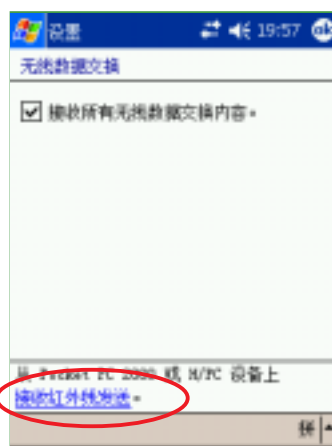 设置 19:57 ok
无线数据交换
接收所有无线数据交换内容。
从 Pocket PC 2000 或 H/PC 设备上
接收红外线发送。
拼